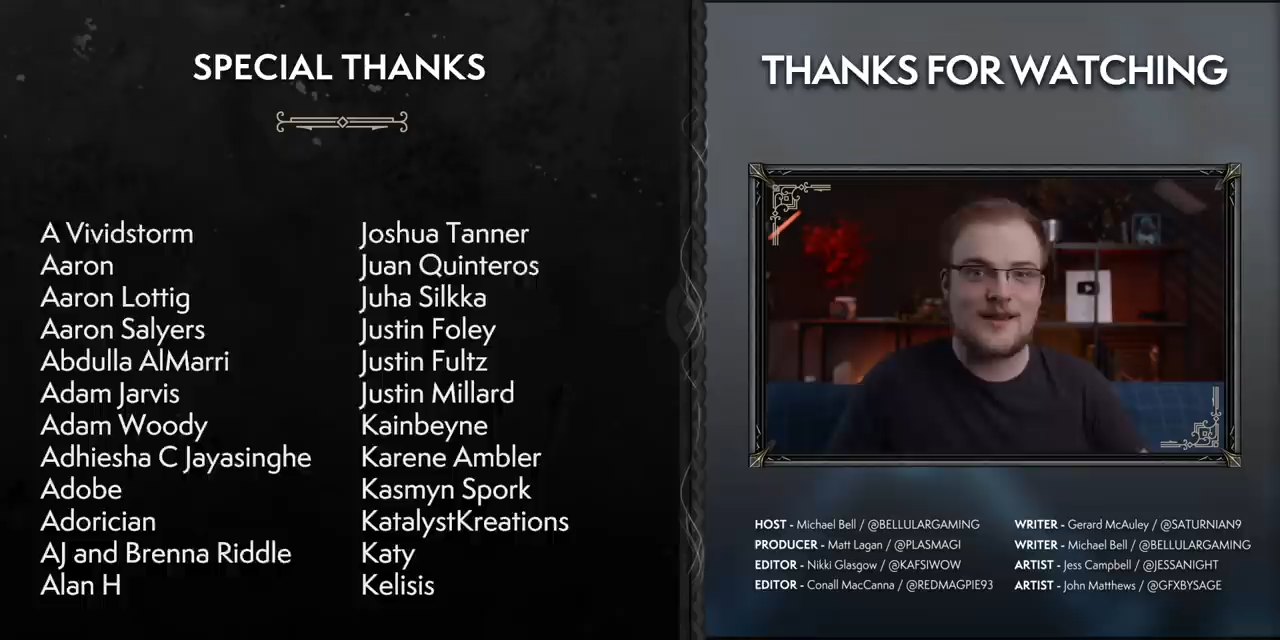 SPECIAL THANKS
A Vividstorm
Aaron
Aaron Lottig
Aaron Salyers
Abdulla AlMarri
Adam Jarvis
Adam Woody
Adhiesha C Jayasinghe
Adobe
Adorician
AJ and Brenna Riddle
Alan H
Joshua Tanner
Juan Quinteros
Juha Silkka
Justin Foley
Justin Fultz
Justin Millard
Kainbeyne
Karene Ambler
Kasmyn Spork
KatalystKreations
Katy
Kelisis
THANKS FOR WATCHING
HOST - Michael Bell / @BELLULARGAMING
PRODUCER - Matt Lagan / @PLASMAGI
EDITOR - Nikki Glasgow / @KAFSIWOW
EDITOR - Conall MacCanna / @REDMAGPIE93
WRITER - Gerard McAuley / @SATURNIAN9
WRITER - Michael Bell / @BELLULARGAMING
ARTIST - Jess Campbell / @JESSANIGHT
ARTIST - John Matthews / @GFXBYSAGE